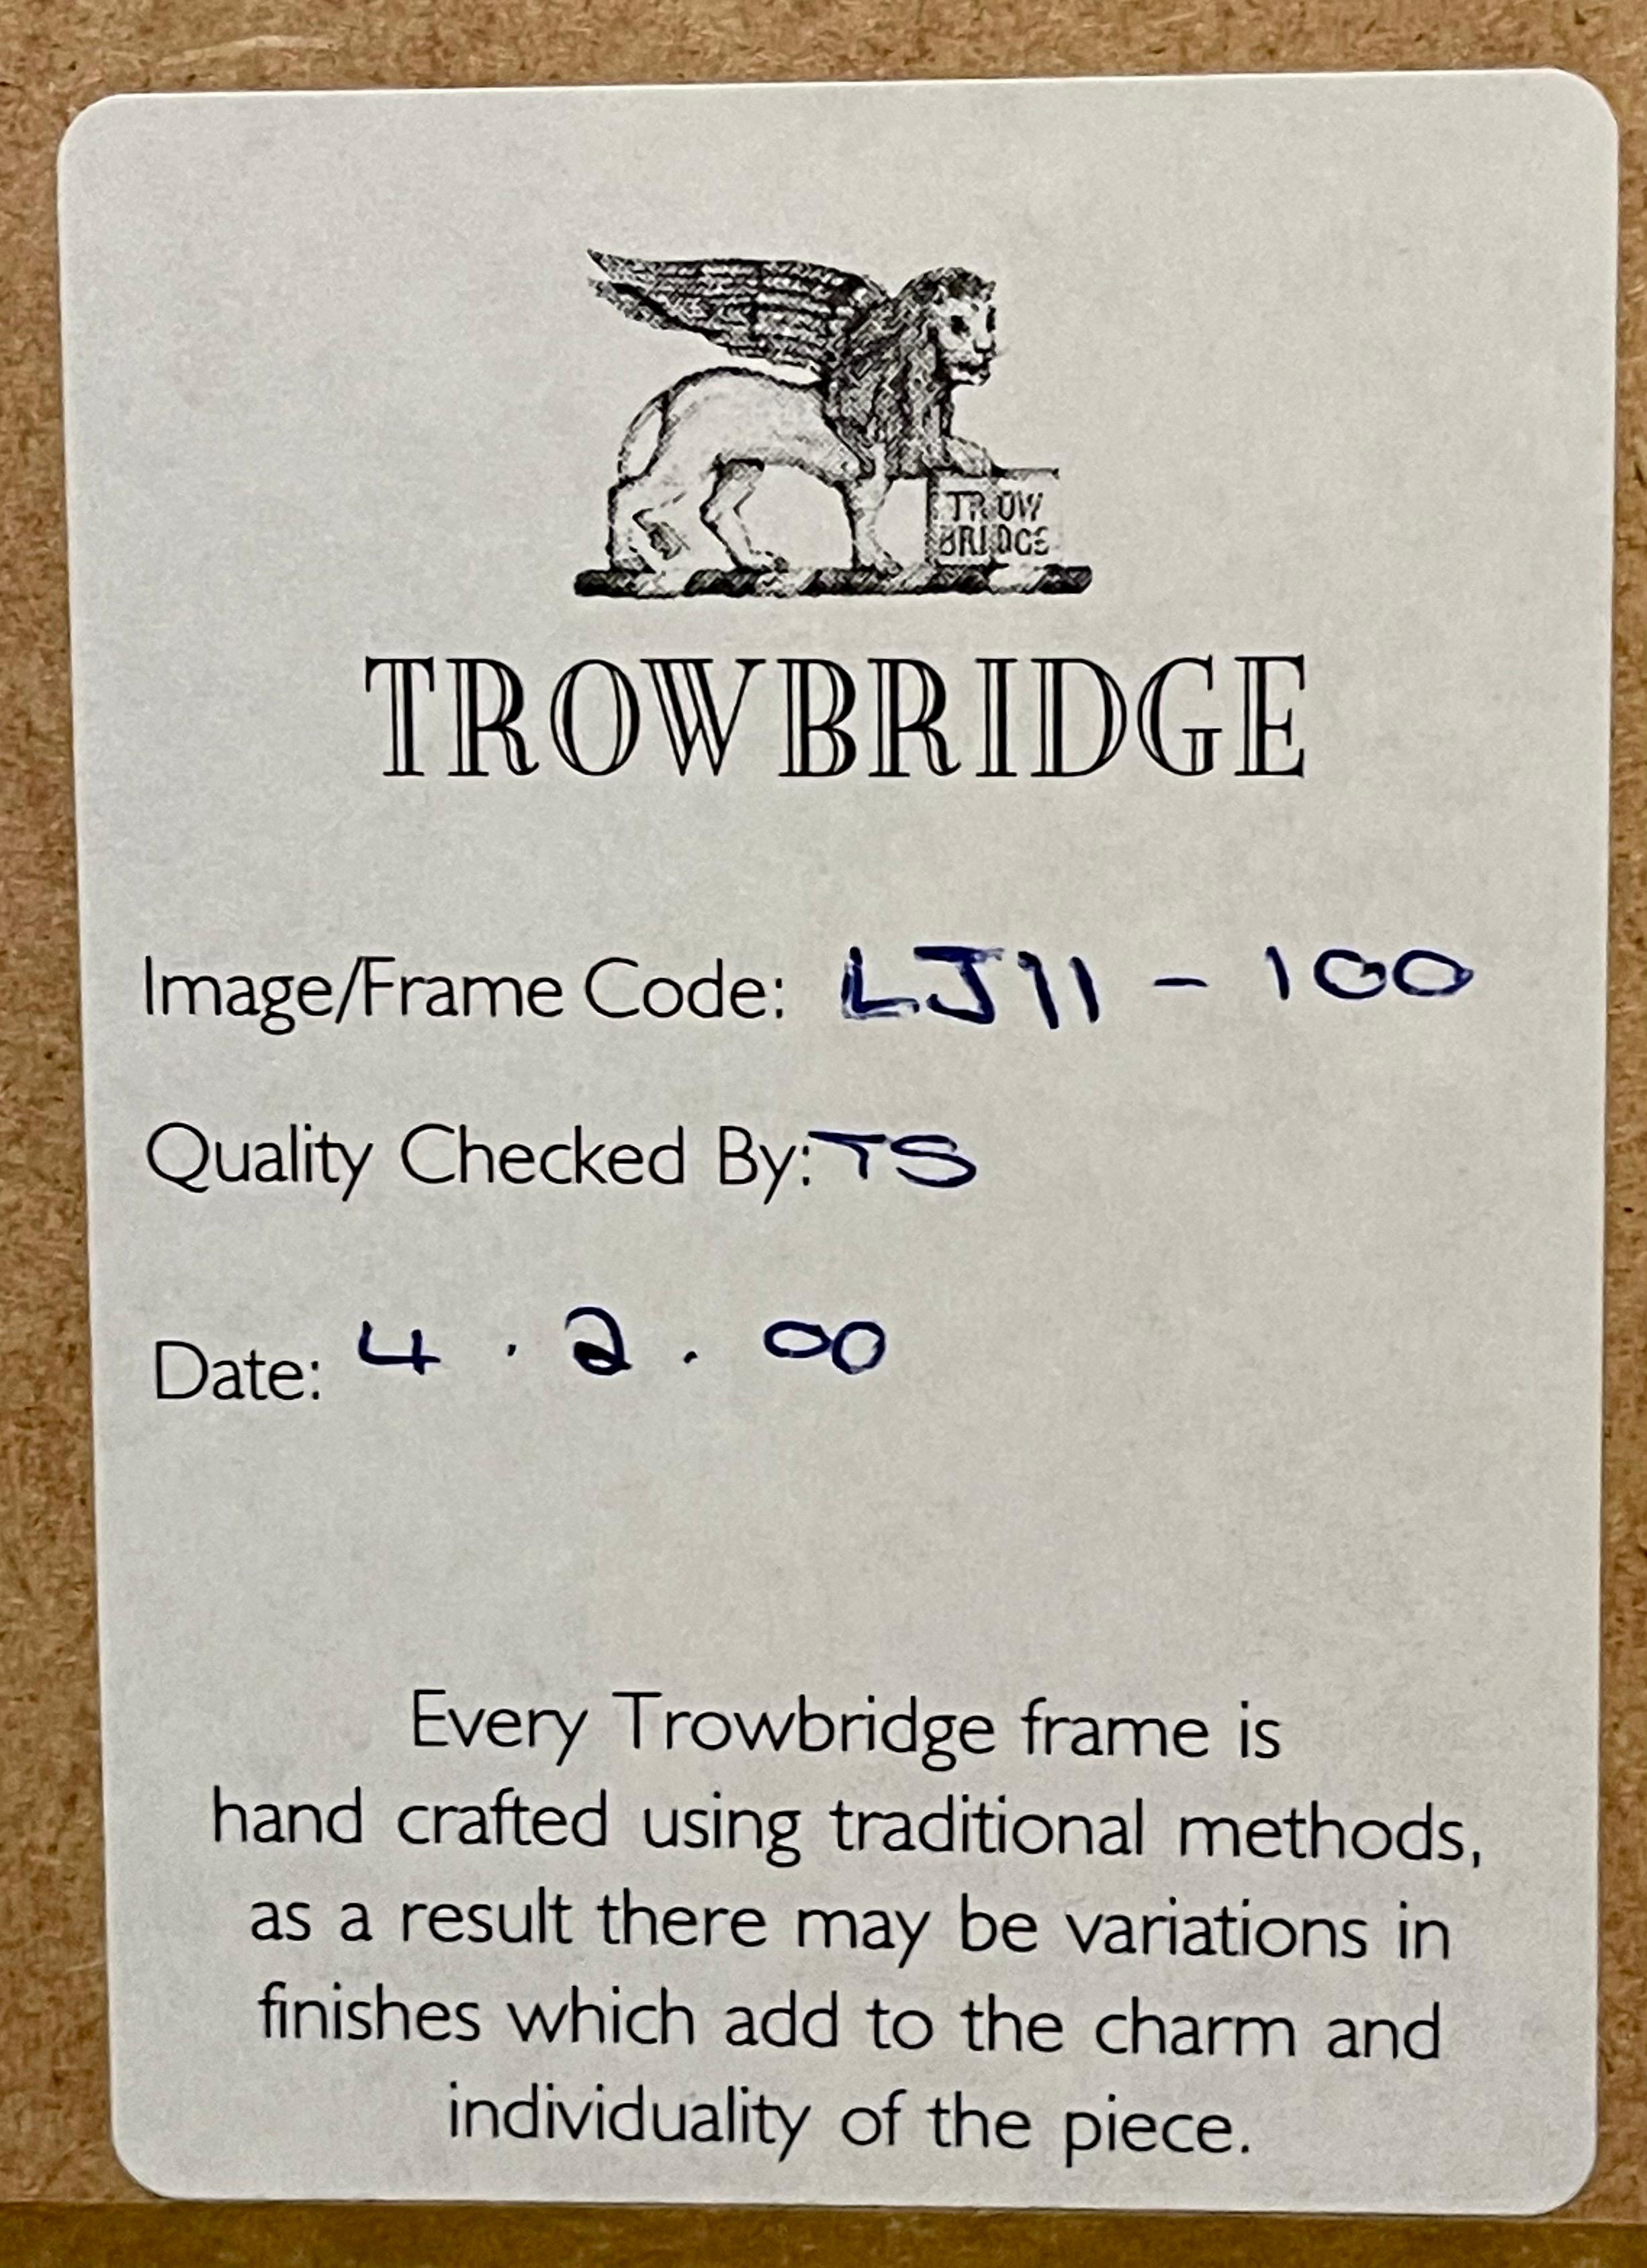 TROW
BRIDGE
TROWBRIDGE
Image/Frame Code: LJ11 - 100
Quality Checked By: TS
Date: 4 . 2 . 00
Every Trowbridge frame is
hand crafted using traditional methods,
as a result there may be variations in
finishes which add to the charm and
individuality of the piece.